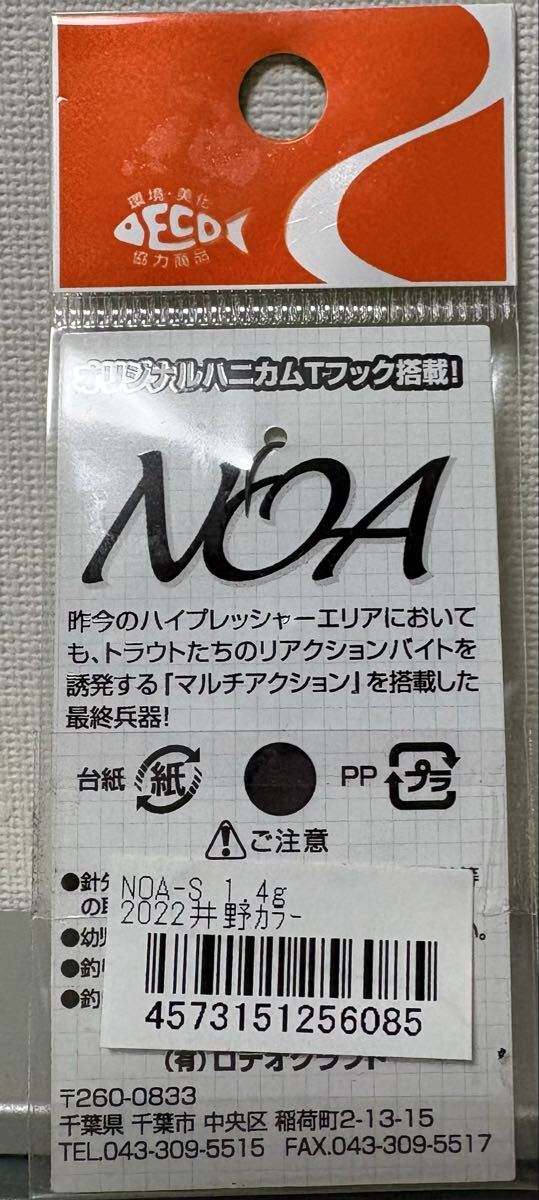 環境・美化
ECO
協力商品
オリジナルハニカムTフック搭載!
NOA
昨今のハイプレッシャーエリアにおいて
も、トラウトたちのリアクションバイトを
誘発する『マルチアクション』を搭載した
最終兵器!
台紙 紙 PP プラ
ご注意
●針
の
●幼児
●釣
●釣
NOA-S 1.4g
2022井野カラー
4573151256085
(有)ロデオクラフト
〒260-0833
千葉県 千葉市 中央区 稲荷町2-13-15
TEL.043-309-5515 FAX.043-309-5517